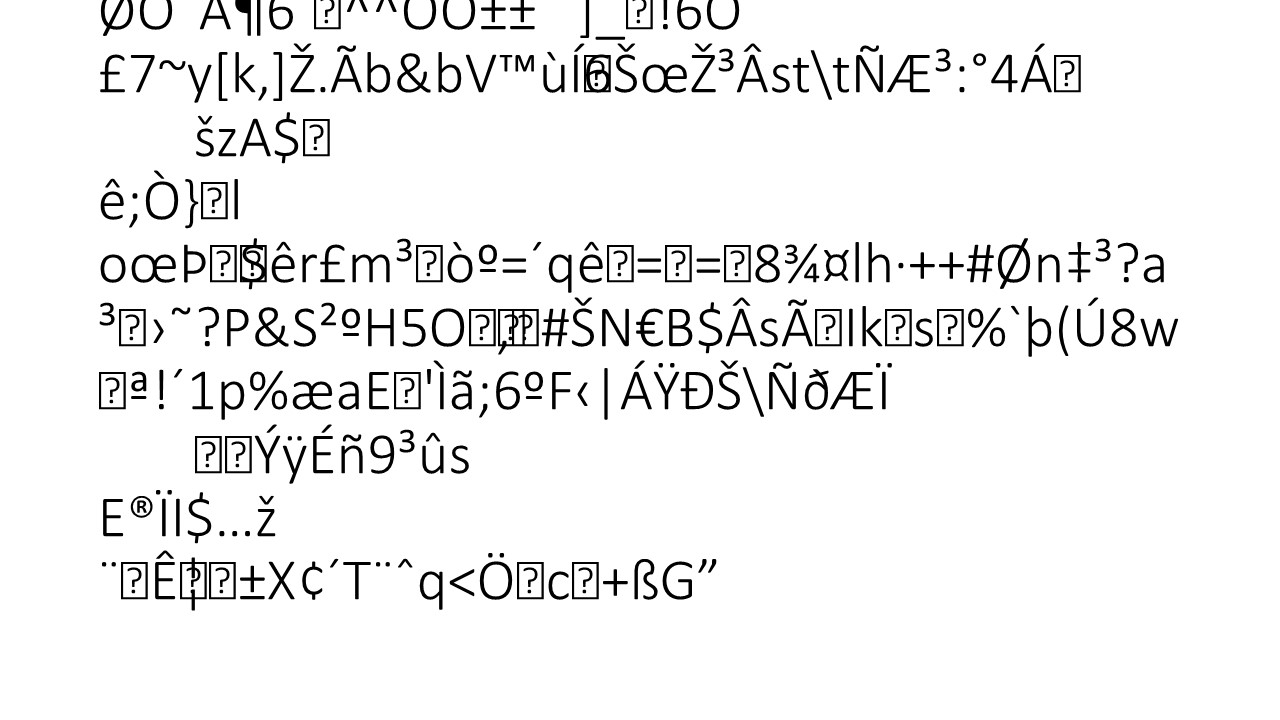 £7~y[k,]Ž.Ãb&bV™ùÍ6ŠœŽ³Âst\tÑÆ³:°4Á
šzA$
ê;Ò}l
oœÞ$êr£m³òº=´qê==8¾¤lh·++#Øn‡³?a
³›˜?P&S²ºH5O‚#ŠN€B$ÂsÃIks%`þ(Ú8w
ª!´1p%æaE'Ìã;6ºF‹|ÁŸÐŠ\ÑðÆÏ
ÝÿÉñ9³ûs
E®ÏI$…ž
¨Ê±X¢´T¨ˆq<Öc+ßG”